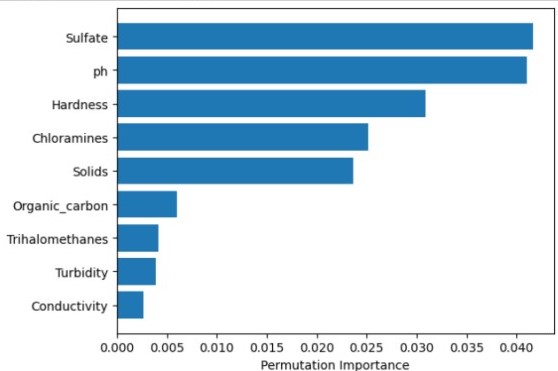 Sulfate
ph
Hardness
Chloramines
Solids
Organic_carbon
Trihalomethanes
Turbidity
Conductivity
0.000 0.005 0.010 0.015 0.020 0.025 0.030 0.035 0.040
Permutation Importance